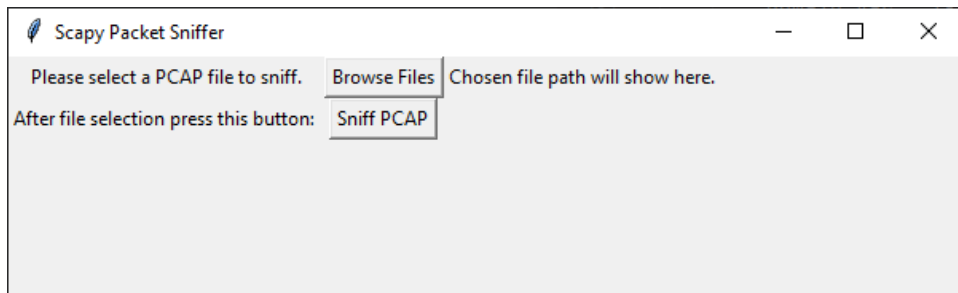 Scapy Packet Sniffer
Please select a PCAP file to sniff. Browse Files Chosen file path will show here.
After file selection press this button: Sniff PCAP